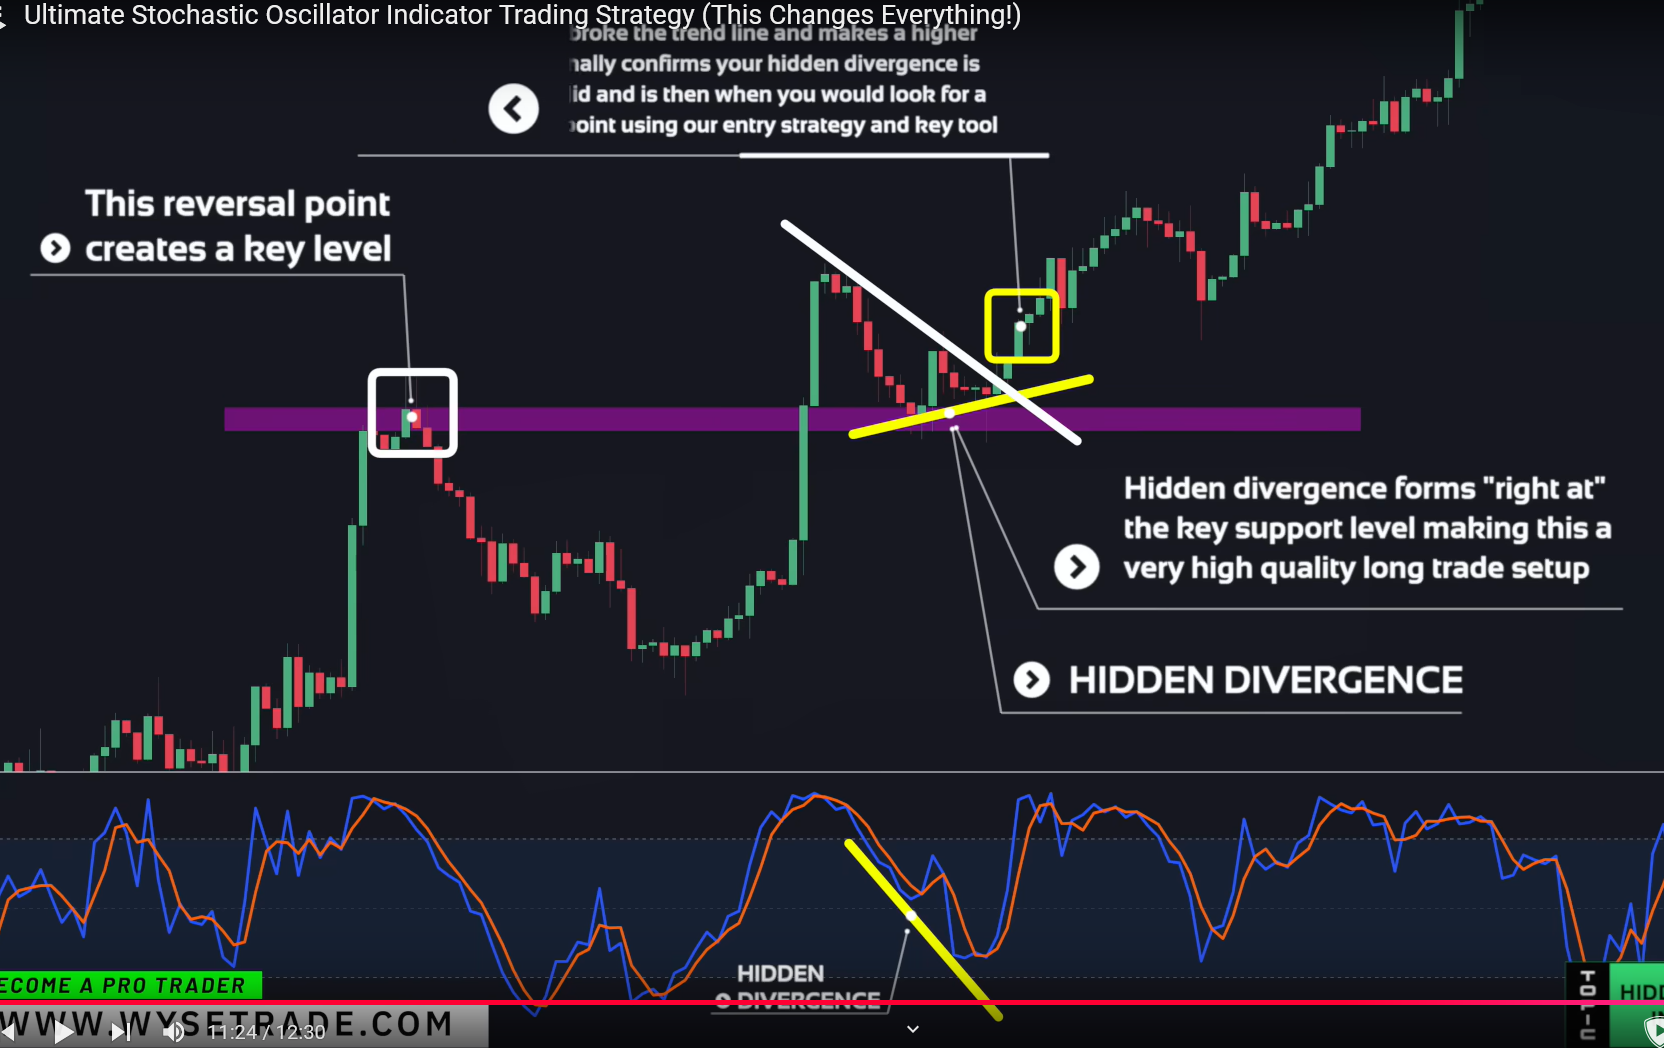 Ultimate Stochastic Oscillator Indicator Trading Strategy (This Changes Everything!)
broke the trend line and makes a higher
nally confirms your hidden divergence is
lid and is then when you would look for a
point using our entry strategy and key tool
This reversal point
creates a key level
Hidden divergence forms "right at"
the key support level making this a
very high quality long trade setup
HIDDEN DIVERGENCE
HIDDEN
DIVERGENCE
ECOME A PRO TRADER
WWW.WYSETRADE.COM
11:24 / 12:30